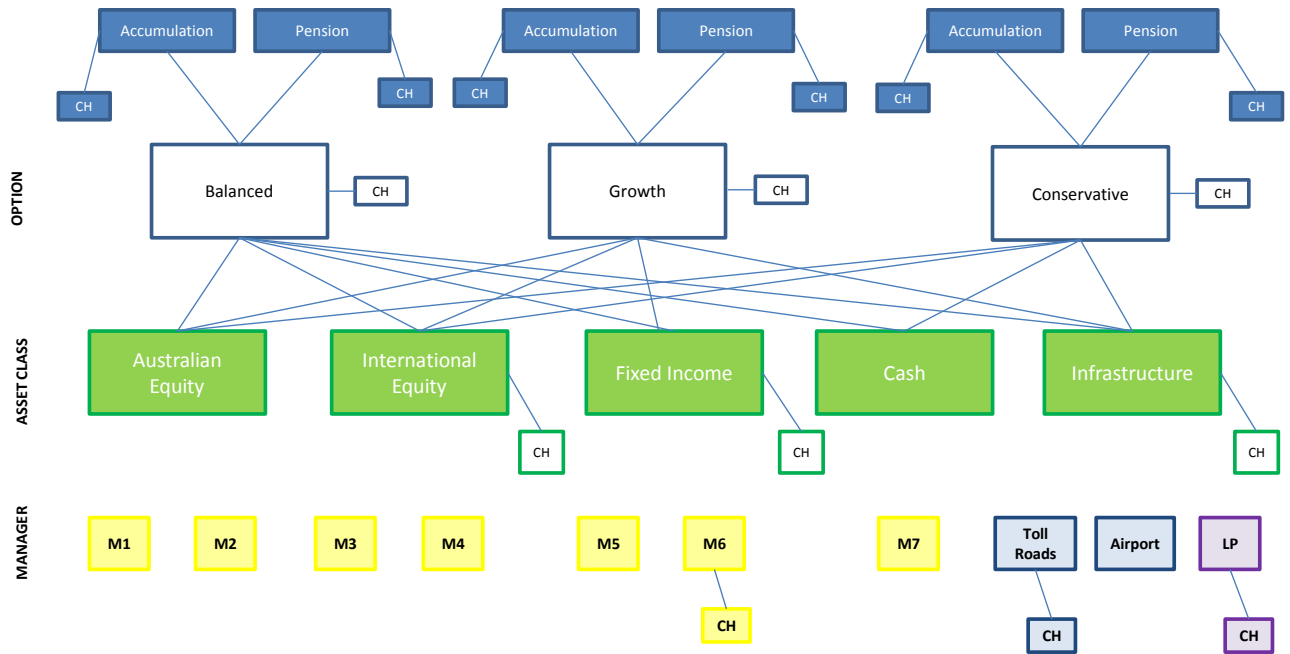 Accumulation
Pension
Accumulation
Pension
Accumulation
Pension
CH
CH
CH
CH
CH
CH
OPTION
Balanced
CH
Growth
CH
Conservative
CH
ASSET CLASS
Australian
Equity
International
Equity
Fixed Income
Cash
Infrastructure
CH
CH
CH
MANAGER
M1
M2
M3
M4
M5
M6
M7
Toll
Roads
Airport
LP
CH
CH
CH